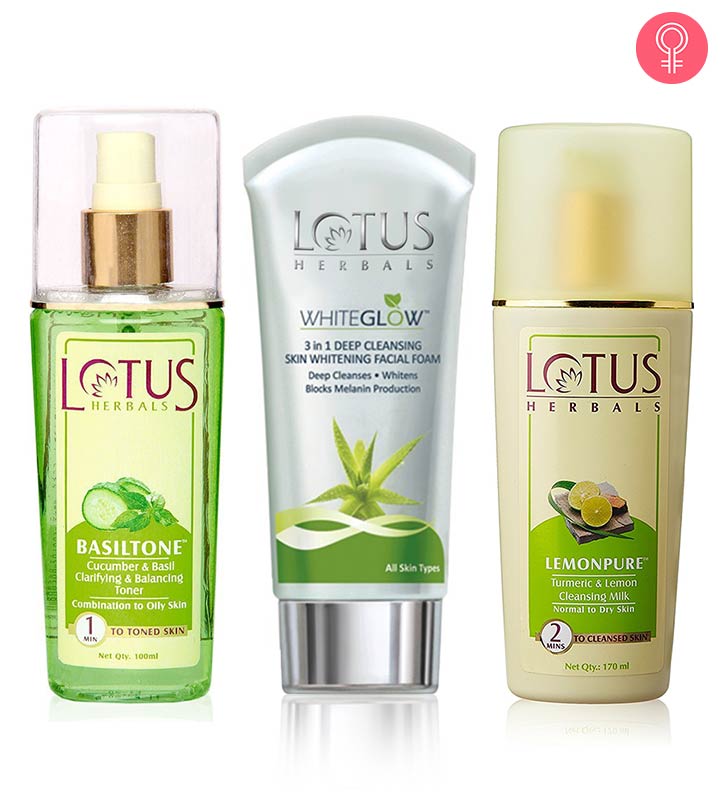 LOTUS
HERBALS
BASILTONE™
Cucumber & Basil
Clarifying & Balancing
Toner
Combination to Oily Skin
1
MIN
TO TONED SKIN
Net Qty. 100ml
LOTUS
HERBALS
WHITEGLOW™
3 in 1 DEEP CLEANSING
SKIN WHITENING FACIAL FOAM
Deep Cleanses • Whitens
Blocks Melanin Production
All Skin Types
LOTUS
HERBALS
LEMONPURE™
Turmeric & Lemon
Cleansing Milk
Normal to Dry Skin
2
MINS
TO CLEANSED SKIN
Net Qty.: 170 ml